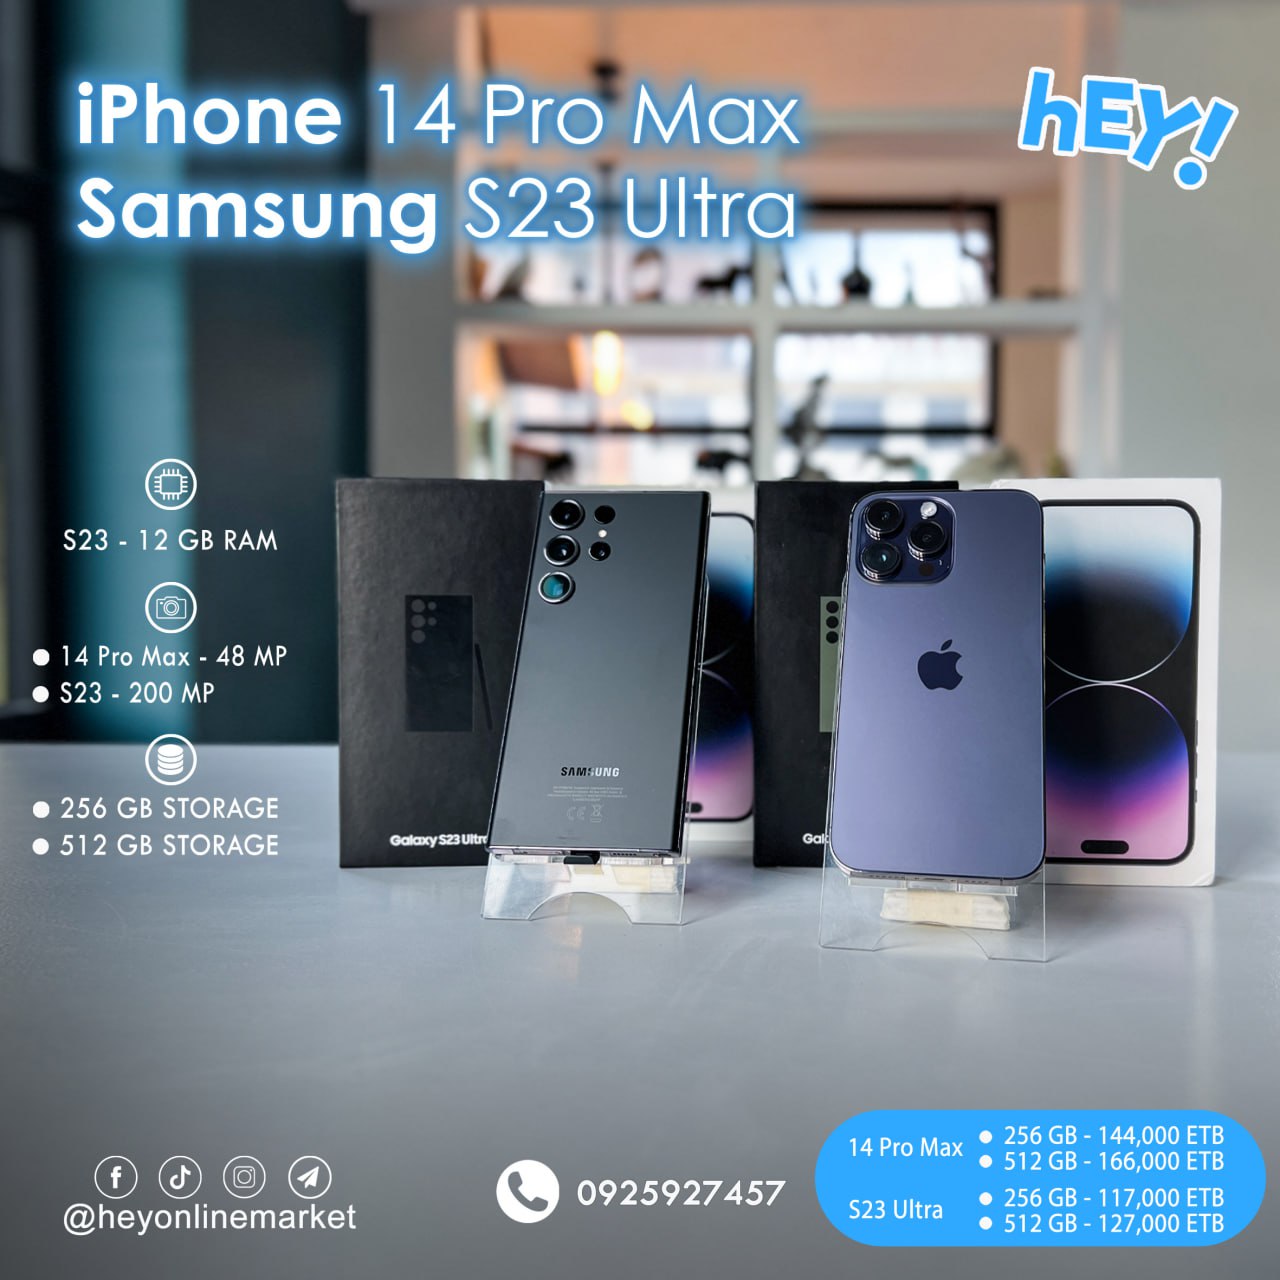 iPhone 14 Pro Max
Samsung S23 Ultra
hEY!
S23 - 12 GB RAM
14 Pro Max - 48 MP
S23 - 200 MP
256 GB STORAGE
512 GB STORAGE
SAMSUNG
Galaxy S23 Ultra
@heyonlinemarket
0925927457
14 Pro Max
256 GB - 144,000 ETB
512 GB - 166,000 ETB
S23 Ultra
256 GB - 117,000 ETB
512 GB - 127,000 ETB